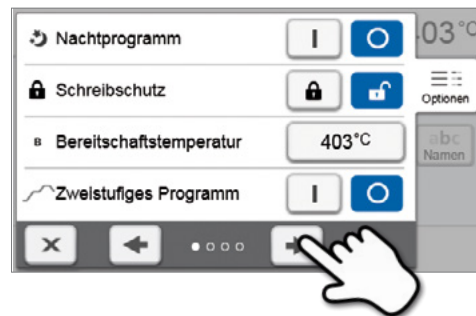 Nachtprogramm
I
O
Schreibschutz
B Bereitschaftstemperatur
403°C
Zweistufiges Programm
I
O
03°C
Optionen
abc
Namen